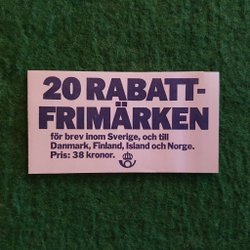 20 RABATT-
FRIMÄRKEN
för brev inom Sverige, och till
Danmark, Finland, Island och Norge.
Pris: 38 kronor.